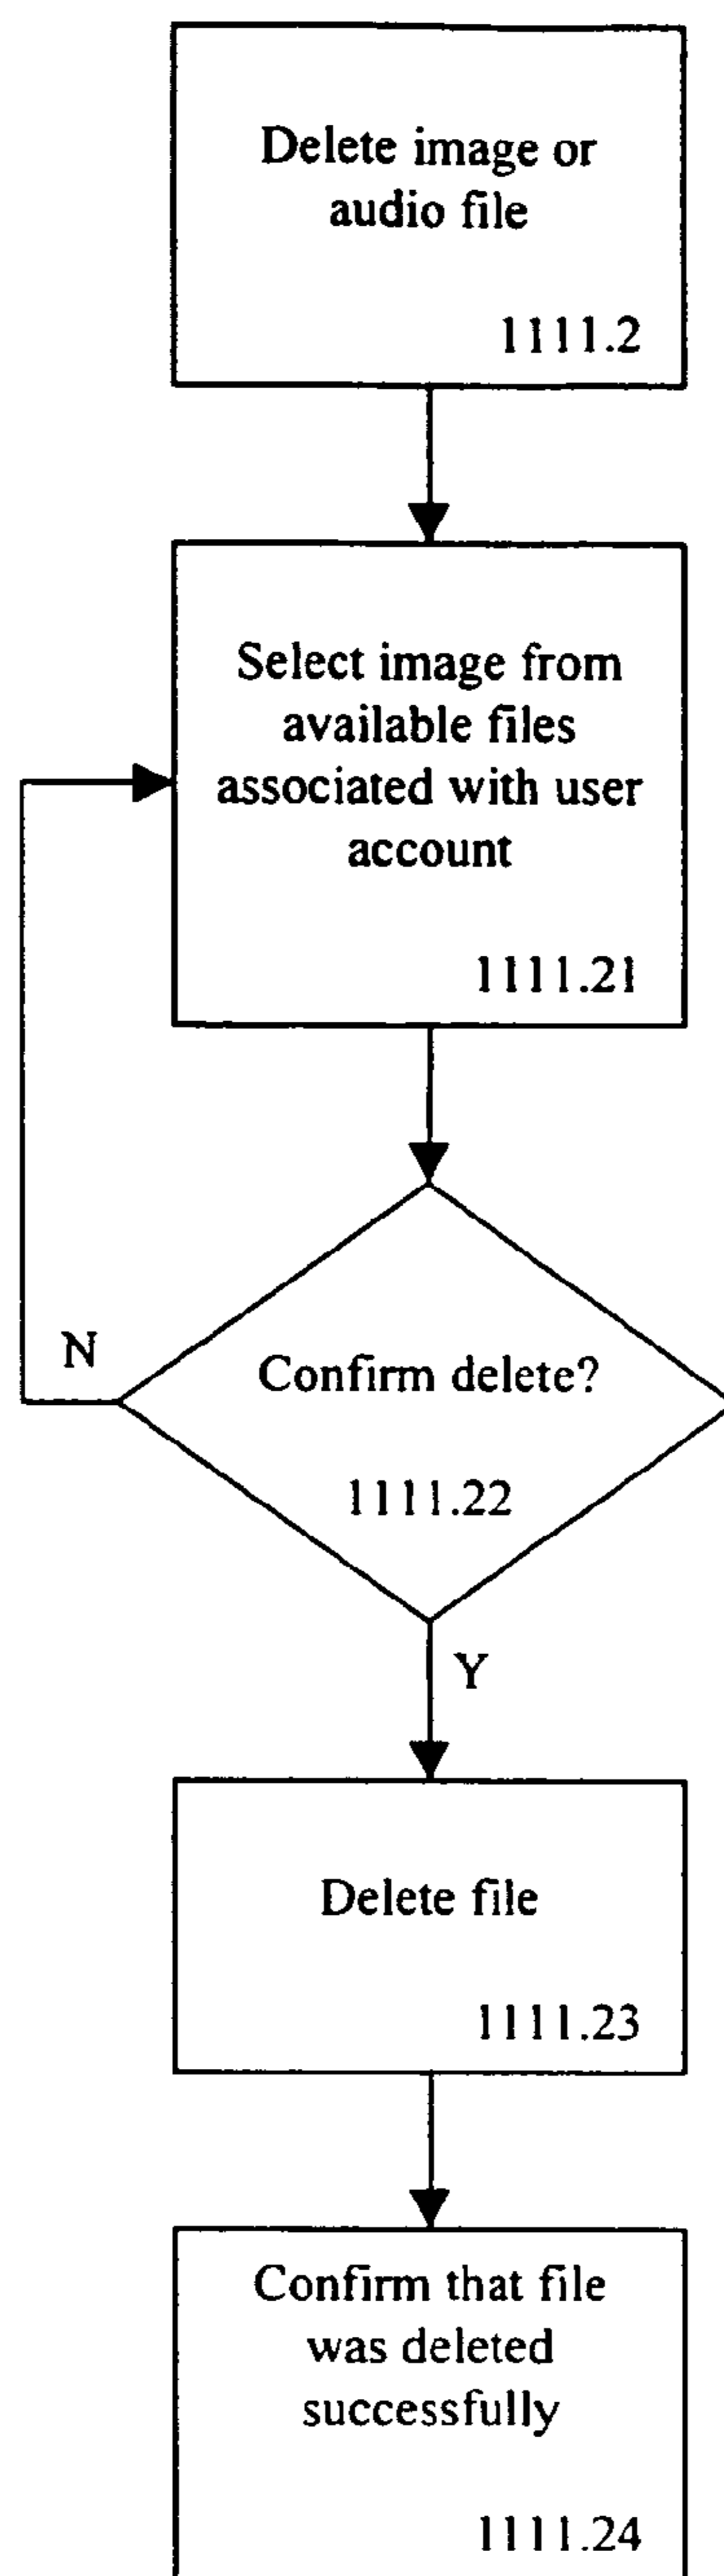 Delete image or
audio file
1111.2
Select image from
available files
associated with user
account
1111.21
N
Confirm delete?
1111.22
Y
Delete file
1111.23
Confirm that file
was deleted
successfully
1111.24